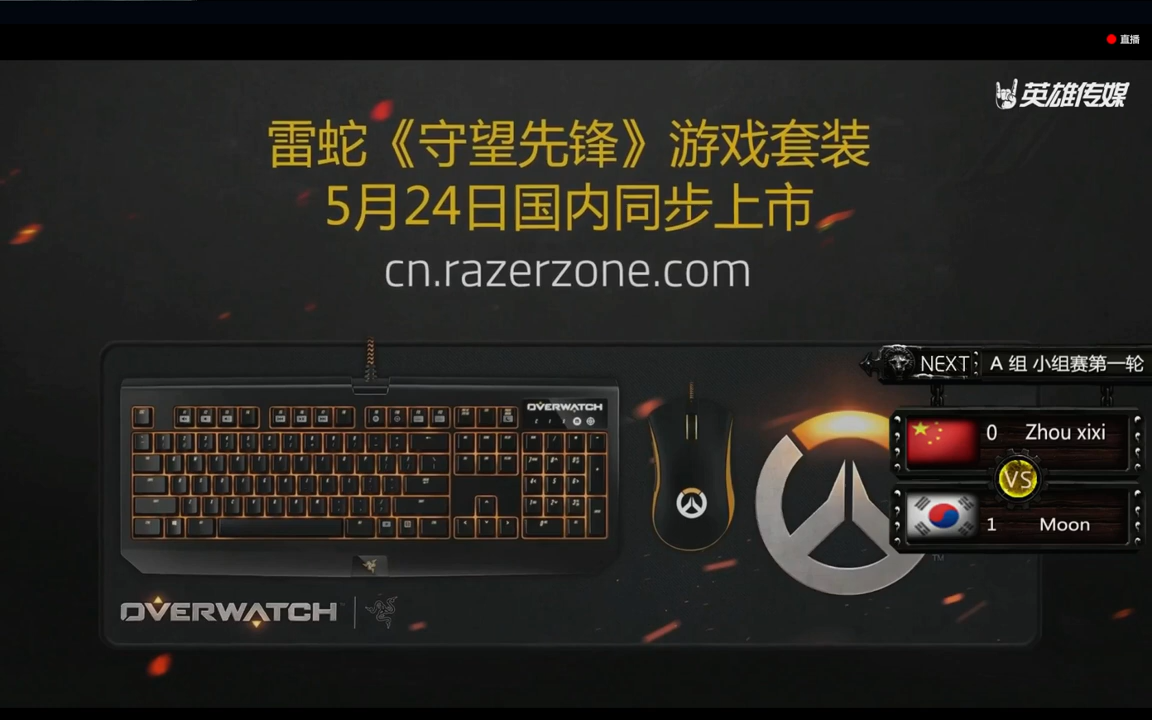 直播
英雄传媒
雷蛇《守望先锋》游戏套装
5月24日国内同步上市
cn.razerzone.com
NEXT: A 组 小组赛第一轮
0 Zhou xixi
VS
1 Moon
OVERWATCH
OVERWATCH
TM